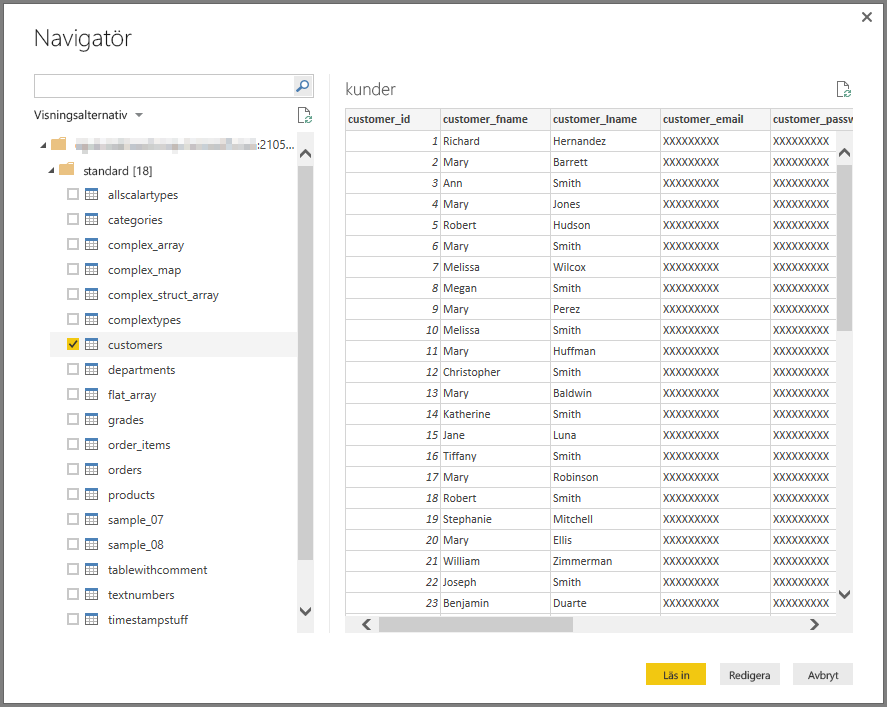 Navigatör
Visningsalternativ
:2105...
standard [18]
allscalartypes
categories
complex_array
complex_map
complex_struct_array
complextypes
customers
departments
flat_array
grades
order_items
orders
products
sample_07
sample_08
tablewithcomment
textnumbers
timestampstuff
kunder
customer_id customer_fname customer_lname customer_email customer_passw
1 Richard Hernandez XXXXXXXXX XXXXXXXXX
2 Mary Barrett XXXXXXXXX XXXXXXXXX
3 Ann Smith XXXXXXXXX XXXXXXXXX
4 Mary Jones XXXXXXXXX XXXXXXXXX
5 Robert Hudson XXXXXXXXX XXXXXXXXX
6 Mary Smith XXXXXXXXX XXXXXXXXX
7 Melissa Wilcox XXXXXXXXX XXXXXXXXX
8 Megan Smith XXXXXXXXX XXXXXXXXX
9 Mary Perez XXXXXXXXX XXXXXXXXX
10 Melissa Smith XXXXXXXXX XXXXXXXXX
11 Mary Huffman XXXXXXXXX XXXXXXXXX
12 Christopher Smith XXXXXXXXX XXXXXXXXX
13 Mary Baldwin XXXXXXXXX XXXXXXXXX
14 Katherine Smith XXXXXXXXX XXXXXXXXX
15 Jane Luna XXXXXXXXX XXXXXXXXX
16 Tiffany Smith XXXXXXXXX XXXXXXXXX
17 Mary Robinson XXXXXXXXX XXXXXXXXX
18 Robert Smith XXXXXXXXX XXXXXXXXX
19 Stephanie Mitchell XXXXXXXXX XXXXXXXXX
20 Mary Ellis XXXXXXXXX XXXXXXXXX
21 William Zimmerman XXXXXXXXX XXXXXXXXX
22 Joseph Smith XXXXXXXXX XXXXXXXXX
23 Benjamin Duarte XXXXXXXXX XXXXXXXXX
Läs in Redigera Avbryt